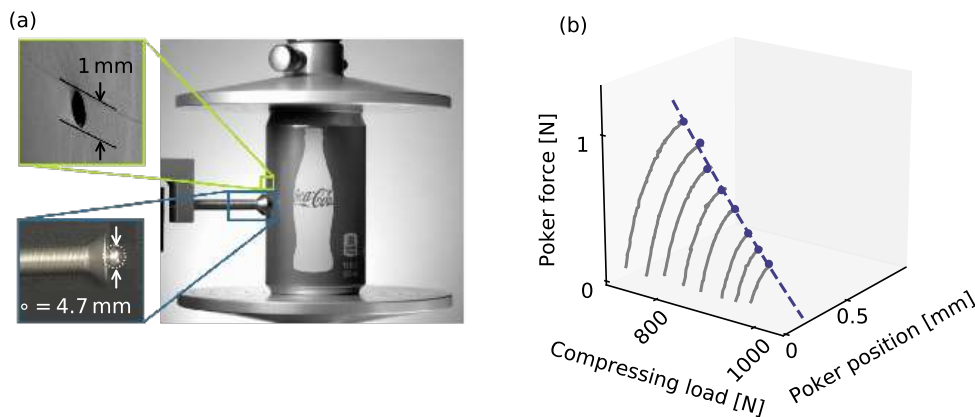 (a)
1 mm
Coca-Cola
∘ = 4.7 mm
(b)
Poker force [N]
1
0
800
1000
Compressing load [N]
0
0.5
Poker position [mm]